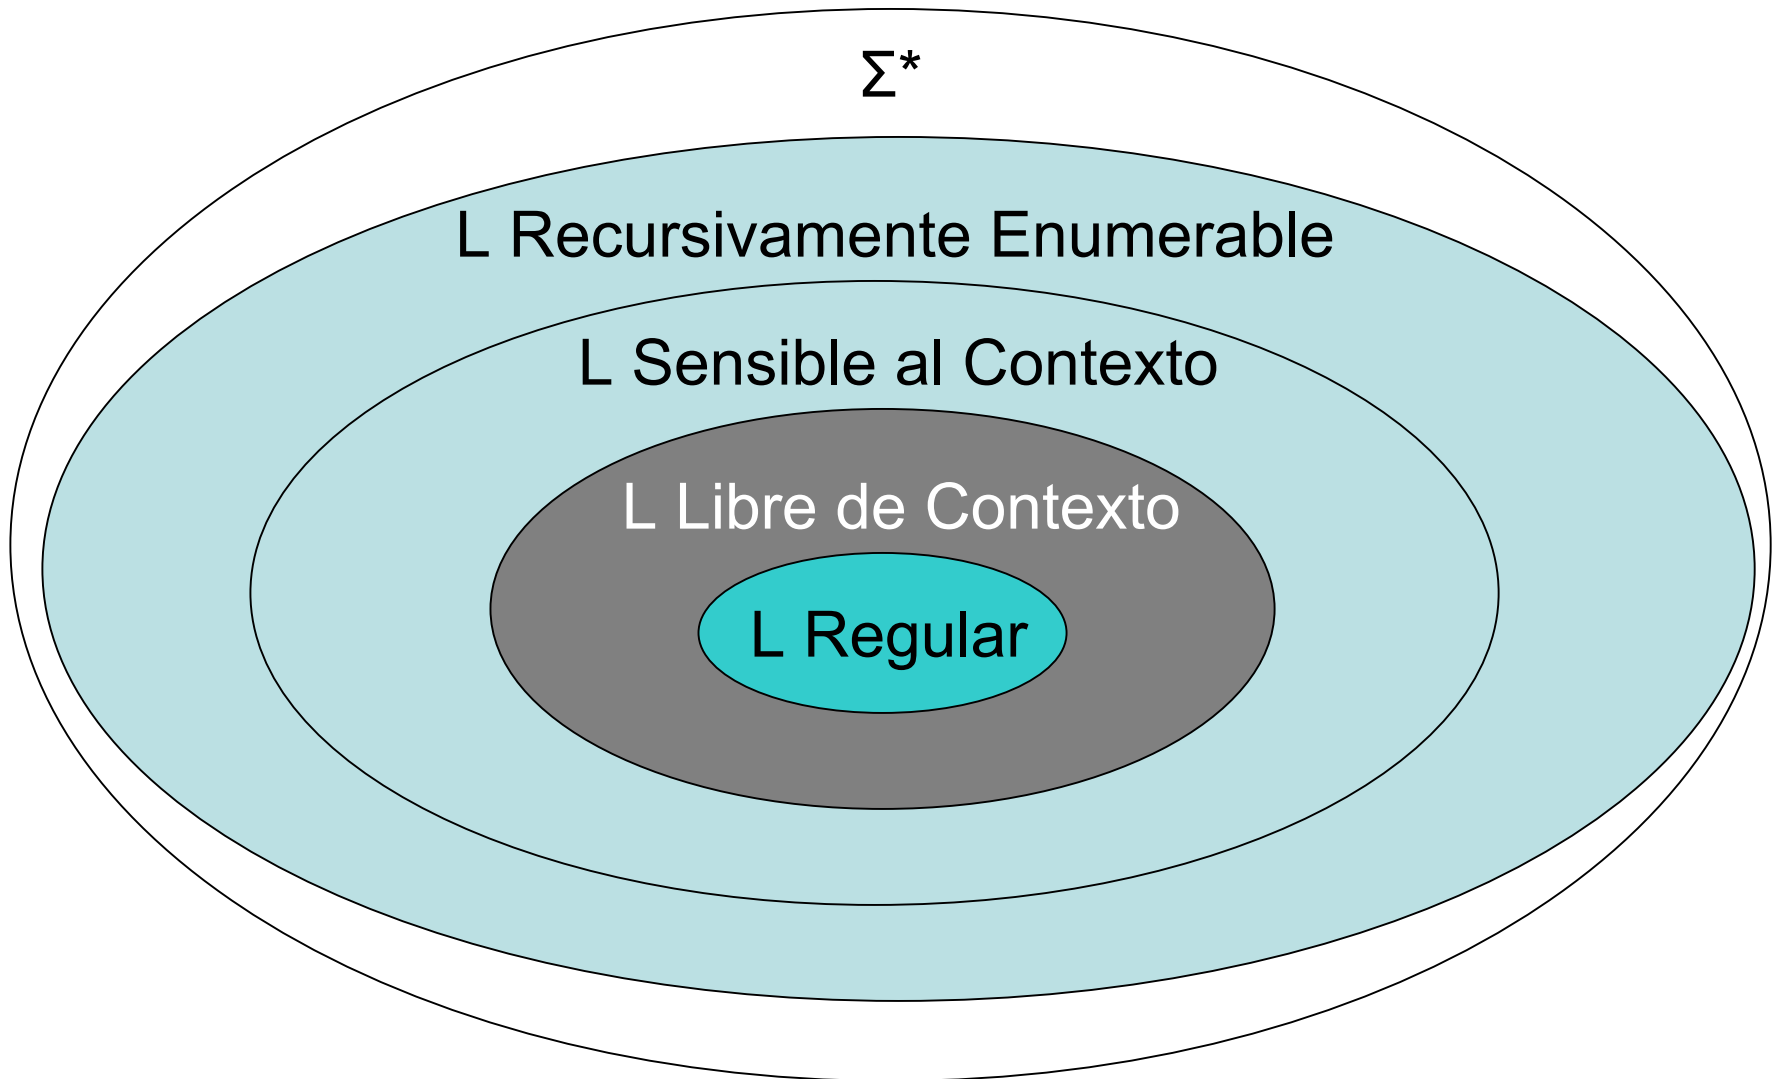 Σ*
L Recursivamente Enumerable
L Sensible al Contexto
L Libre de Contexto
L Regular